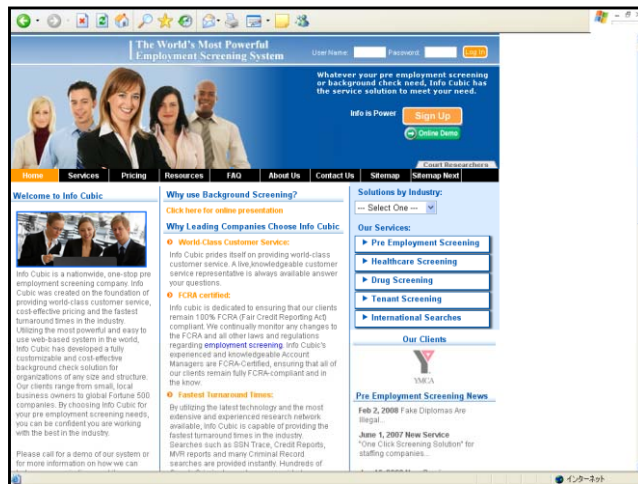 The World's Most Powerful
Employment Screening System
User Name:
Password:
Log In
Whatever your pre employment screening
or background check need, Info Cubic has
the service solution to meet your need.
Info is Power
Sign Up
Online Demo
Court Researchers
Home Services Pricing Resources FAQ About Us Contact Us Sitemap Sitemap Next
Welcome to Info Cubic
Info Cubic is a nationwide, one-stop pre
employment screening company. Info
Cubic was created on the foundation of
providing world-class customer service,
cost-effective pricing and the fastest
turnaround times in the industry.
Utilizing the most powerful and easy to
use web-based system in the world,
Info Cubic has developed a fully
customizable and cost-effective
background check solution for
organizations of any size and structure.
Our clients range from small, local
business owners to global Fortune 500
companies. By choosing Info Cubic for
your pre employment screening needs,
you can be confident you are working
with the best in the industry.
Please call for a demo of our system or
for more information on how we can
Why use Background Screening?
Click here for online presentation
Why Leading Companies Choose Info Cubic
World-Class Customer Service:
Info Cubic prides itself on providing world-class
customer service. A live,knowledgeable customer
service representative is always available answer
your questions.
FCRA certified:
Info cubic is dedicated to ensuring that our clients
remain 100% FCRA (Fair Credit Reporting Act)
compliant. We continually monitor any changes to
the FCRA and all other laws and regulations
regarding employment screening. Info Cubic's
experienced and knowledgeable Account
Managers are FCRA-Certified, ensuring that all of
our clients remain fully FCRA-compliant and in
the know.
Fastest Turnaround Times:
By utilizing the latest technology and the most
extensive and experienced research network
available, Info Cubic is capable of providing the
fastest turnaround times in the industry.
Searches such as SSN Trace, Credit Reports,
MVR reports and many Criminal Record
searches are provided instantly. Hundreds of
Solutions by Industry:
--- Select One ---
Our Services:
Pre Employment Screening
Healthcare Screening
Drug Screening
Tenant Screening
International Searches
Our Clients
YMCA
Pre Employment Screening News
Feb 2, 2008 Fake Diplomas Are
Illegal...
June 1, 2007 New Service
"One Click Screening Solution" for
staffing companies...
インターネット